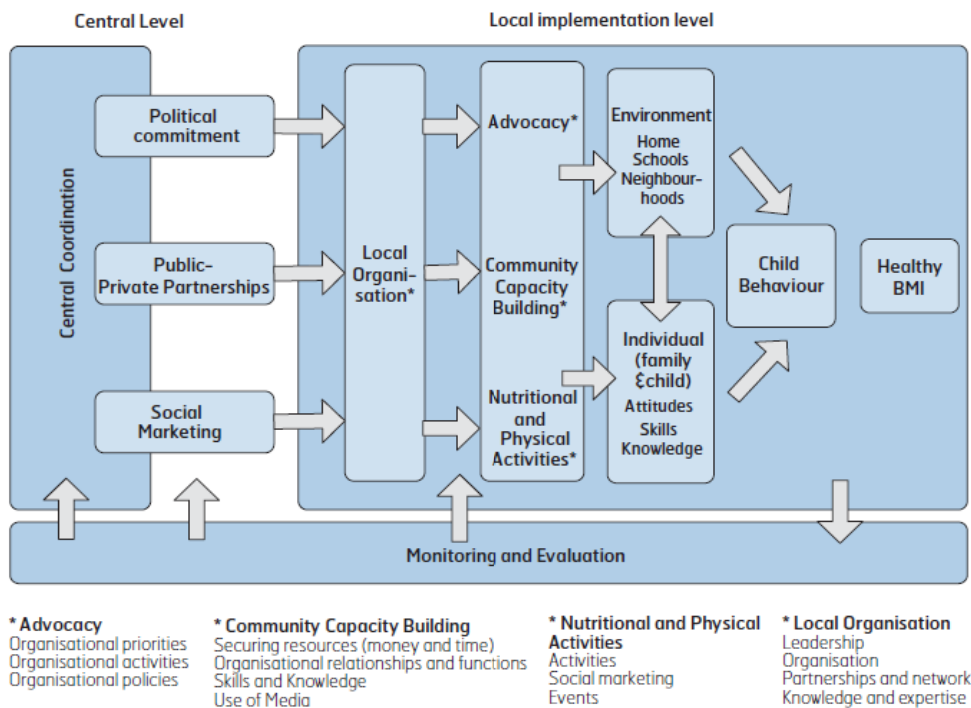 Central Level
Local implementation level
Central Coordination
Political
commitment
Public-
Private Partnerships
Social
Marketing
Local
Organi-
sation*
Advocacy*
Community
Capacity
Building*
Nutritional
and
Physical
Activities*
Environment
Home
Schools
Neighbour-
hoods
Individual
(family
&child)
Attitudes
Skills
Knowledge
Child
Behaviour
Healthy
BMI
Monitoring and Evaluation
* Advocacy
Organisational priorities
Organisational activities
Organisational policies
* Community Capacity Building
Securing resources (money and time)
Organisational relationships and functions
Skills and Knowledge
Use of Media
* Nutritional and Physical
Activities
Activities
Social marketing
Events
* Local Organisation
Leadership
Organisation
Partnerships and network
Knowledge and expertise